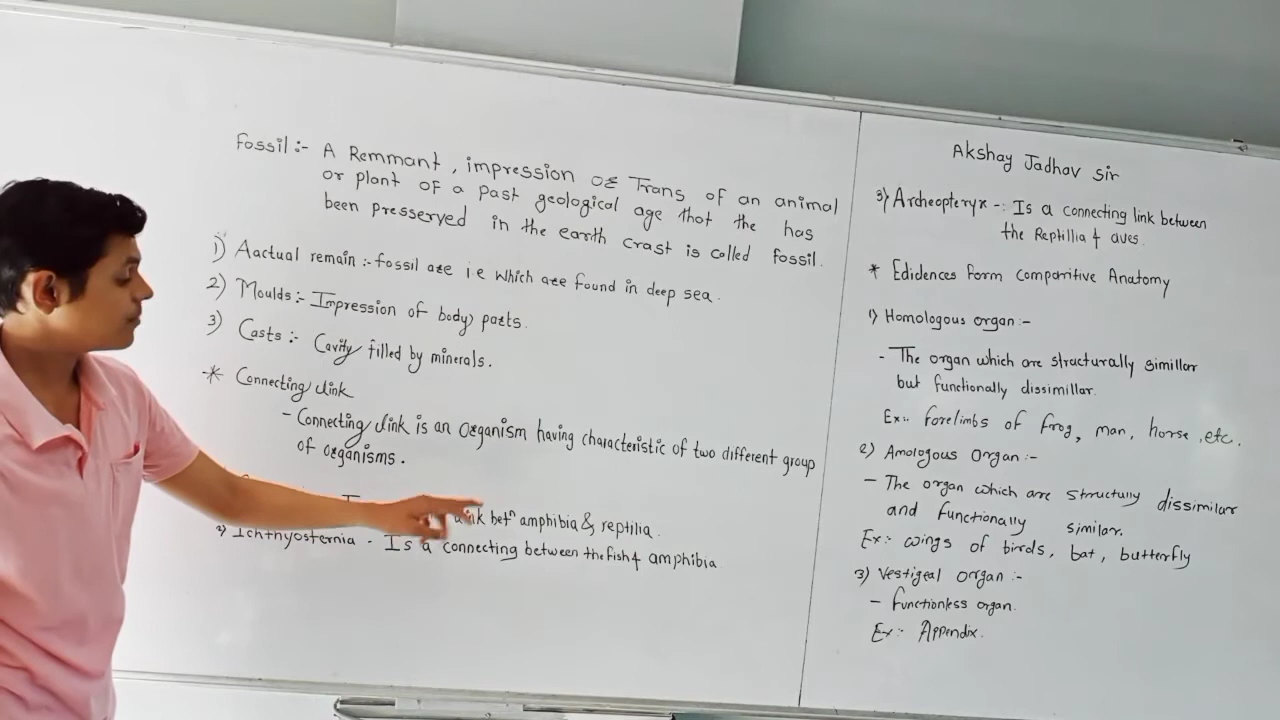 Fossil :- A Remmant , impression of Trans of an animal
or plant of a past geological age that the has
been presserved in the earth crast is called fossil.
1) Aactual remain :- fossil are i.e which are found in deep sea.
2) Moulds :- Impression of body parts.
3) Casts :- Cavity filled by minerals.
* Connecting link
- Connecting link is an organism having characteristic of two different group
of organisms.
link betn amphibia & reptilia.
2) Ichthyosternia - Is a connecting between the fish & amphibia
Akshay Jadhav Sir
3) Archeopteryx -: Is a connecting link between
the Reptillia & aves.
* Edidences form comparitive Anatomy
1) Homologous organ :-
- The organ which are structurally simillar
but functionally dissimillar.
Ex:- forelimbs of frog, man, horse, etc.
2) Amologous Organ :-
- The organ which are structully dissimilar
and functionally similar.
Ex:- wings of birds, bat, butterfly
3) Vestigeal organ :-
- functionless organ.
Ex:- Appendix.